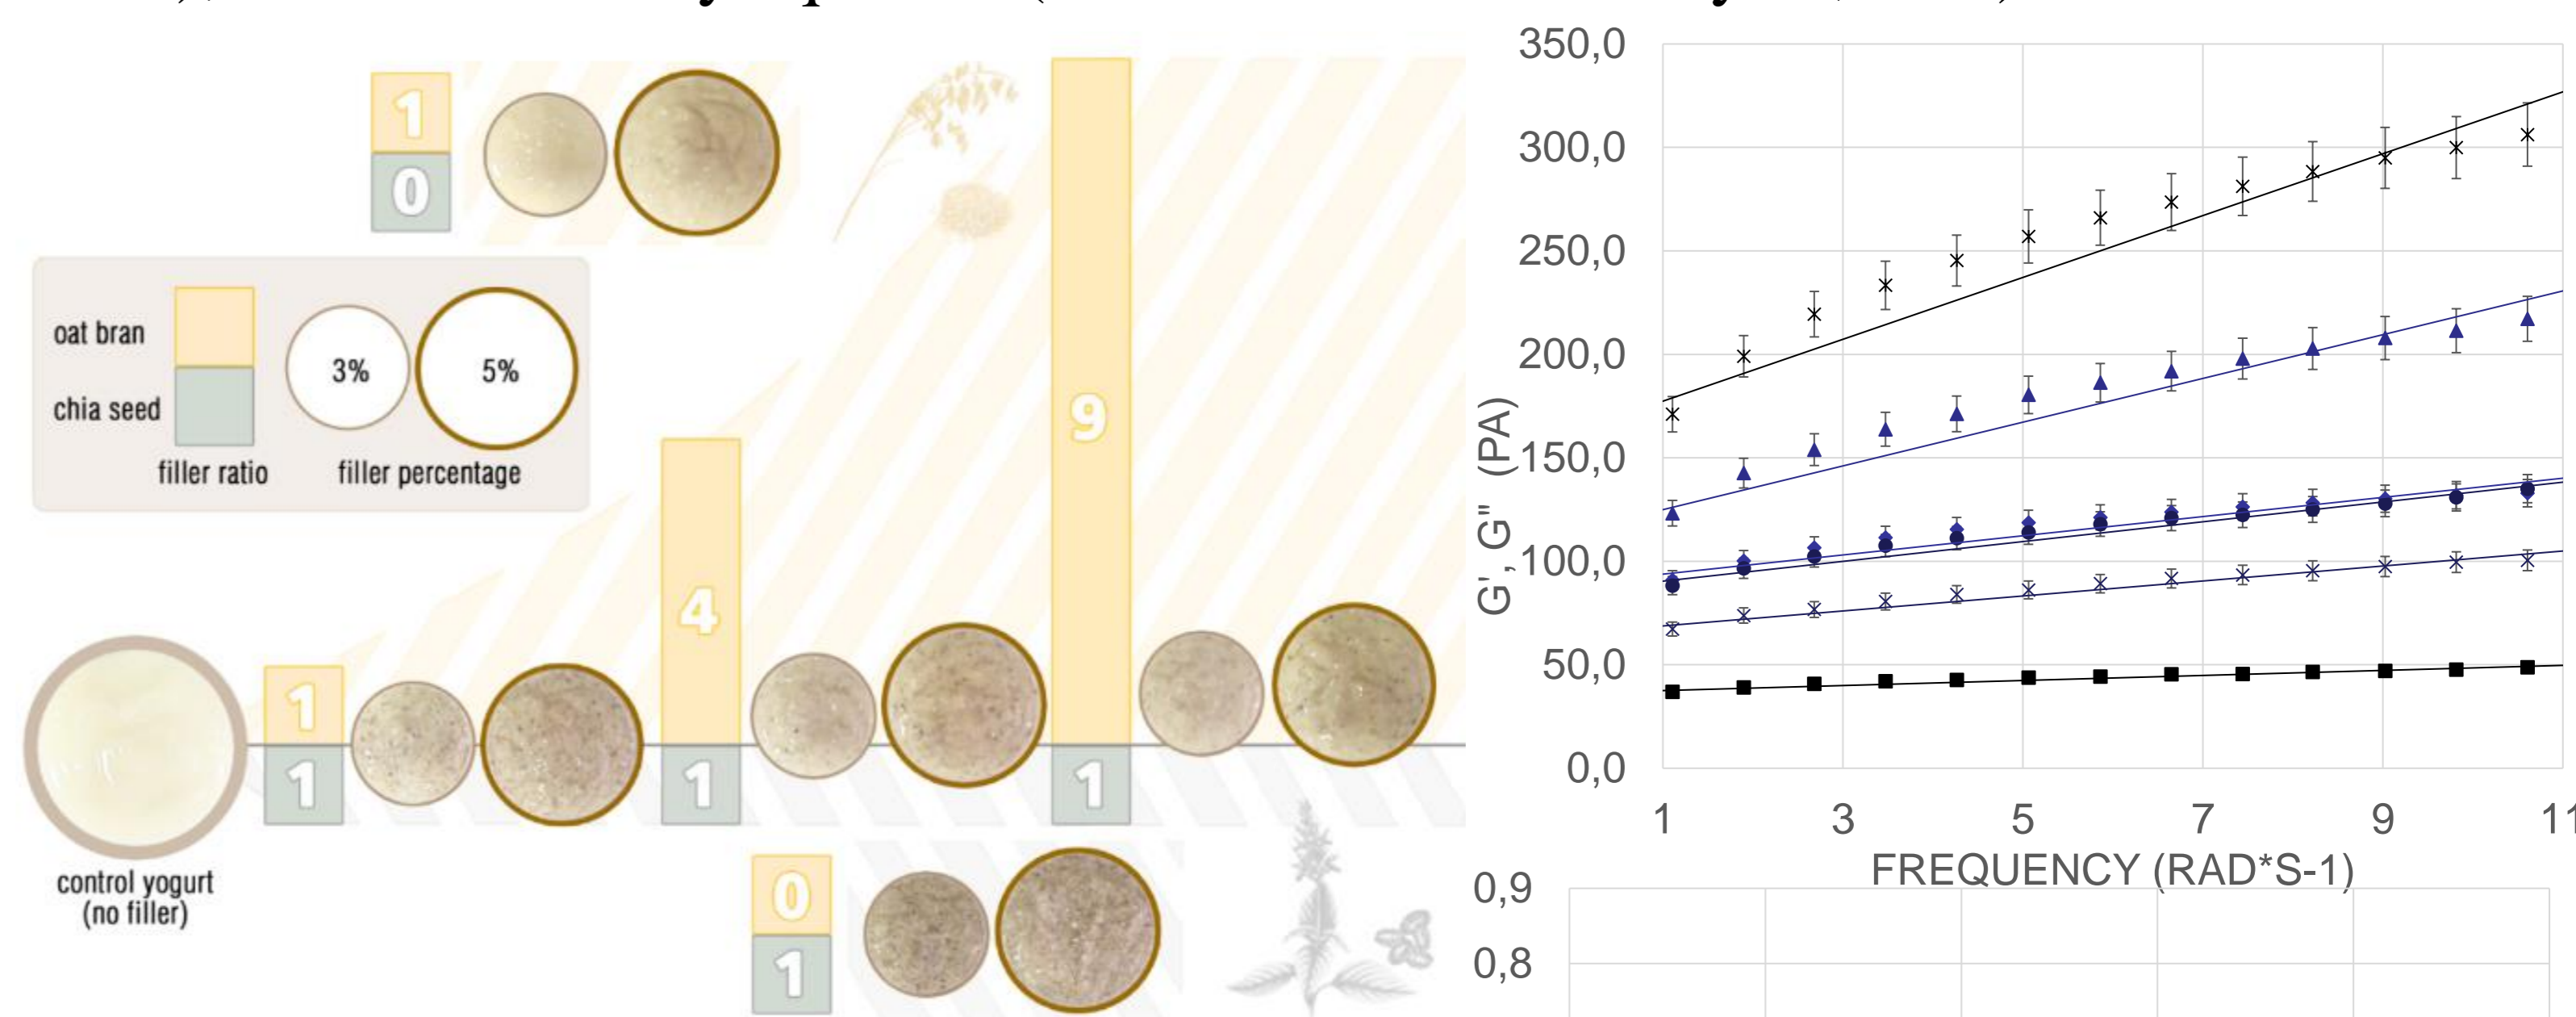 1
0
oat bran
chia seed
3%
5%
filler ratio
filler percentage
9
4
1
1
1
1
control yogurt
(no filler)
0
1
350,0
300,0
250,0
200,0
150,0
100,0
50,0
0,0
G', G" (PA)
1 3 5 7 9 11
FREQUENCY (RAD*S-1)
0,9
0,8